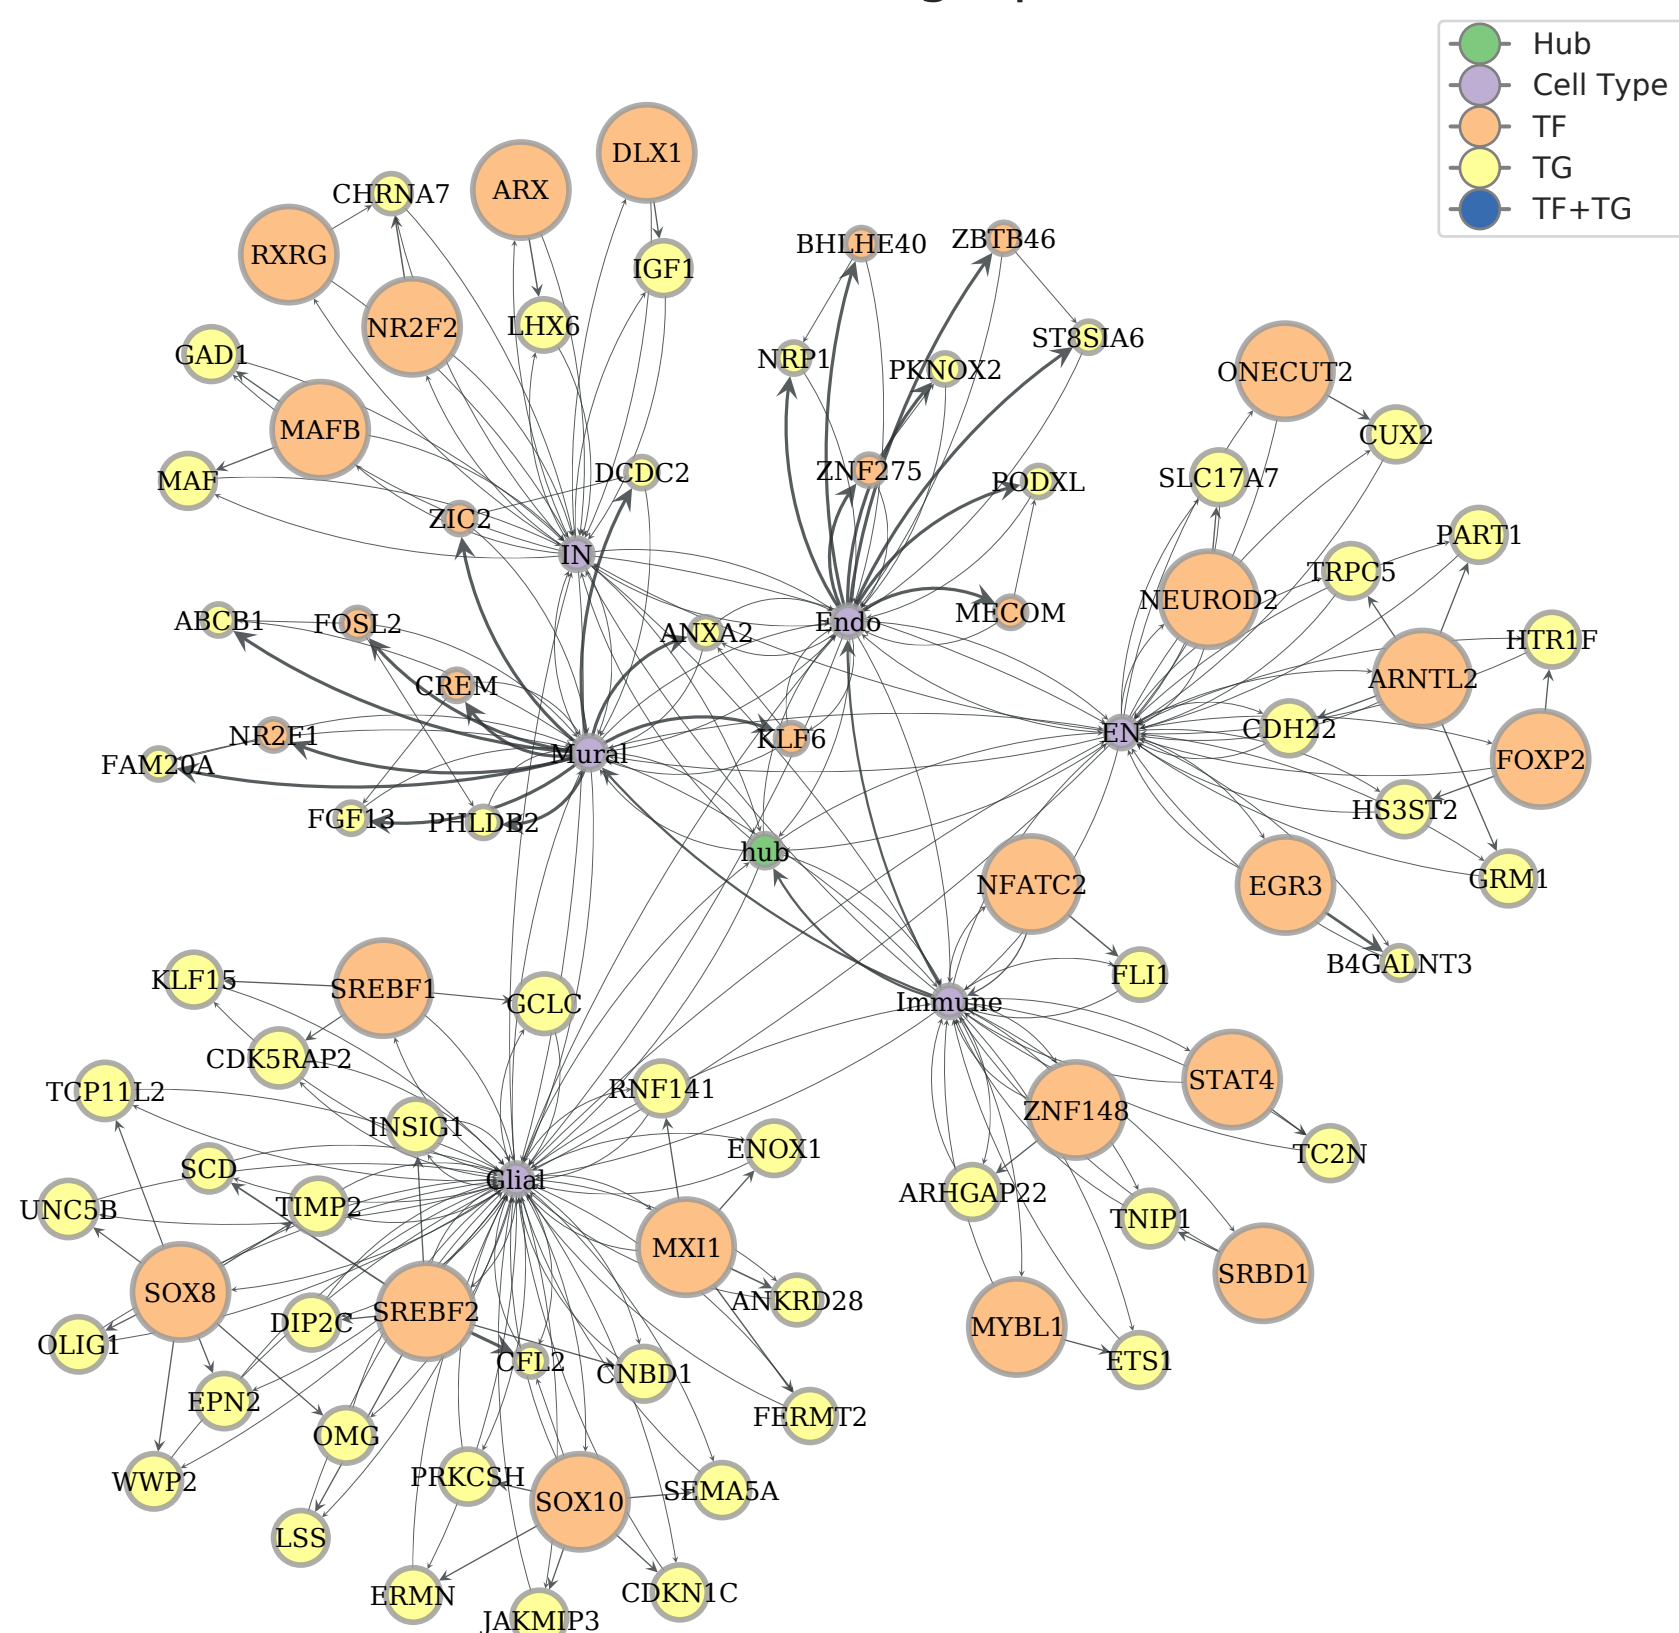 Hub
Cell Type
TF
TG
TF+TG
DLX1
ARX
CHRNA7
RXRG
IGF1
NR2F2
LHX6
GAD1
MAFB
MAF
DCDC2
ZIC2
IN
BHLHE40
ZBTB46
NRP1
PKNOX2
ST8SIA6
ZNF275
PODXL
MECOM
Endo
ONECUT2
CUX2
SLC17A7
PART1
TRPC5
NEUROD2
HTR1F
ARNTL2
CDH22
EN
FOXP2
HS3ST2
GRM1
EGR3
B4GALNT3
ABCB1
FOSL2
ANXA2
CREM
NR2F1
KLF6
Mural
FAM20A
FGF13
PHLDB2
hub
NFATC2
FLI1
Immune
STAT4
ZNF148
TC2N
ARHGAP22
TNIP1
SRBD1
MYBL1
ETS1
KLF15
SREBF1
GCLC
CDK5RAP2
TCP11L2
RNF141
INSIG1
ENOX1
SCD
Glial
UNC5B
TIMP2
MXI1
SOX8
ANKRD28
SREBF2
DIP2C
OLIG1
CFL2
CNBD1
EPN2
FERMT2
OMG
WWP2
PRKCSH
SEMA5A
SOX10
LSS
ERMN
CDKN1C
JAKMIP3